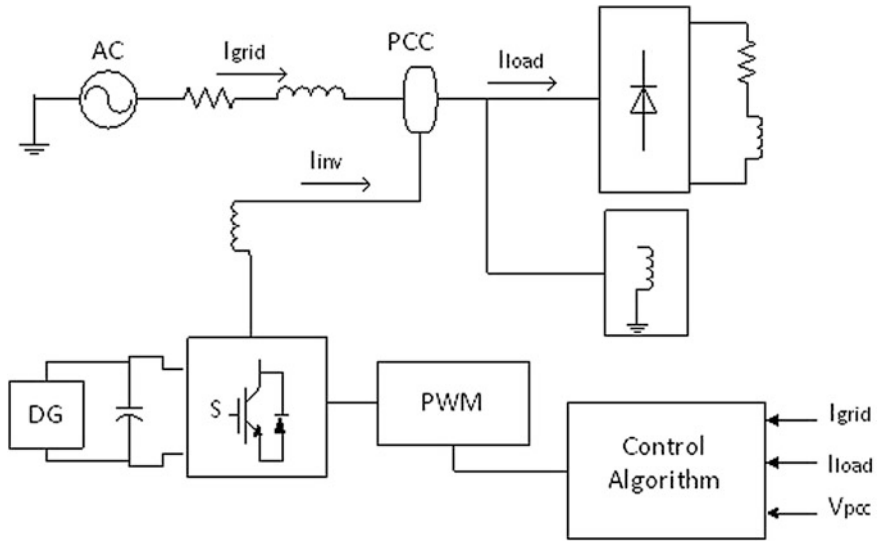 AC
Igrid
PCC
Iload
Iinv
DG
S
PWM
Control
Algorithm
Igrid
Iload
Vpcc